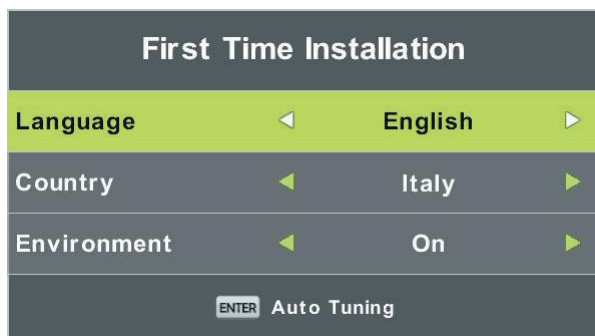 First Time Installation
Language English
Country Italy
Environment On
ENTER Auto Tuning